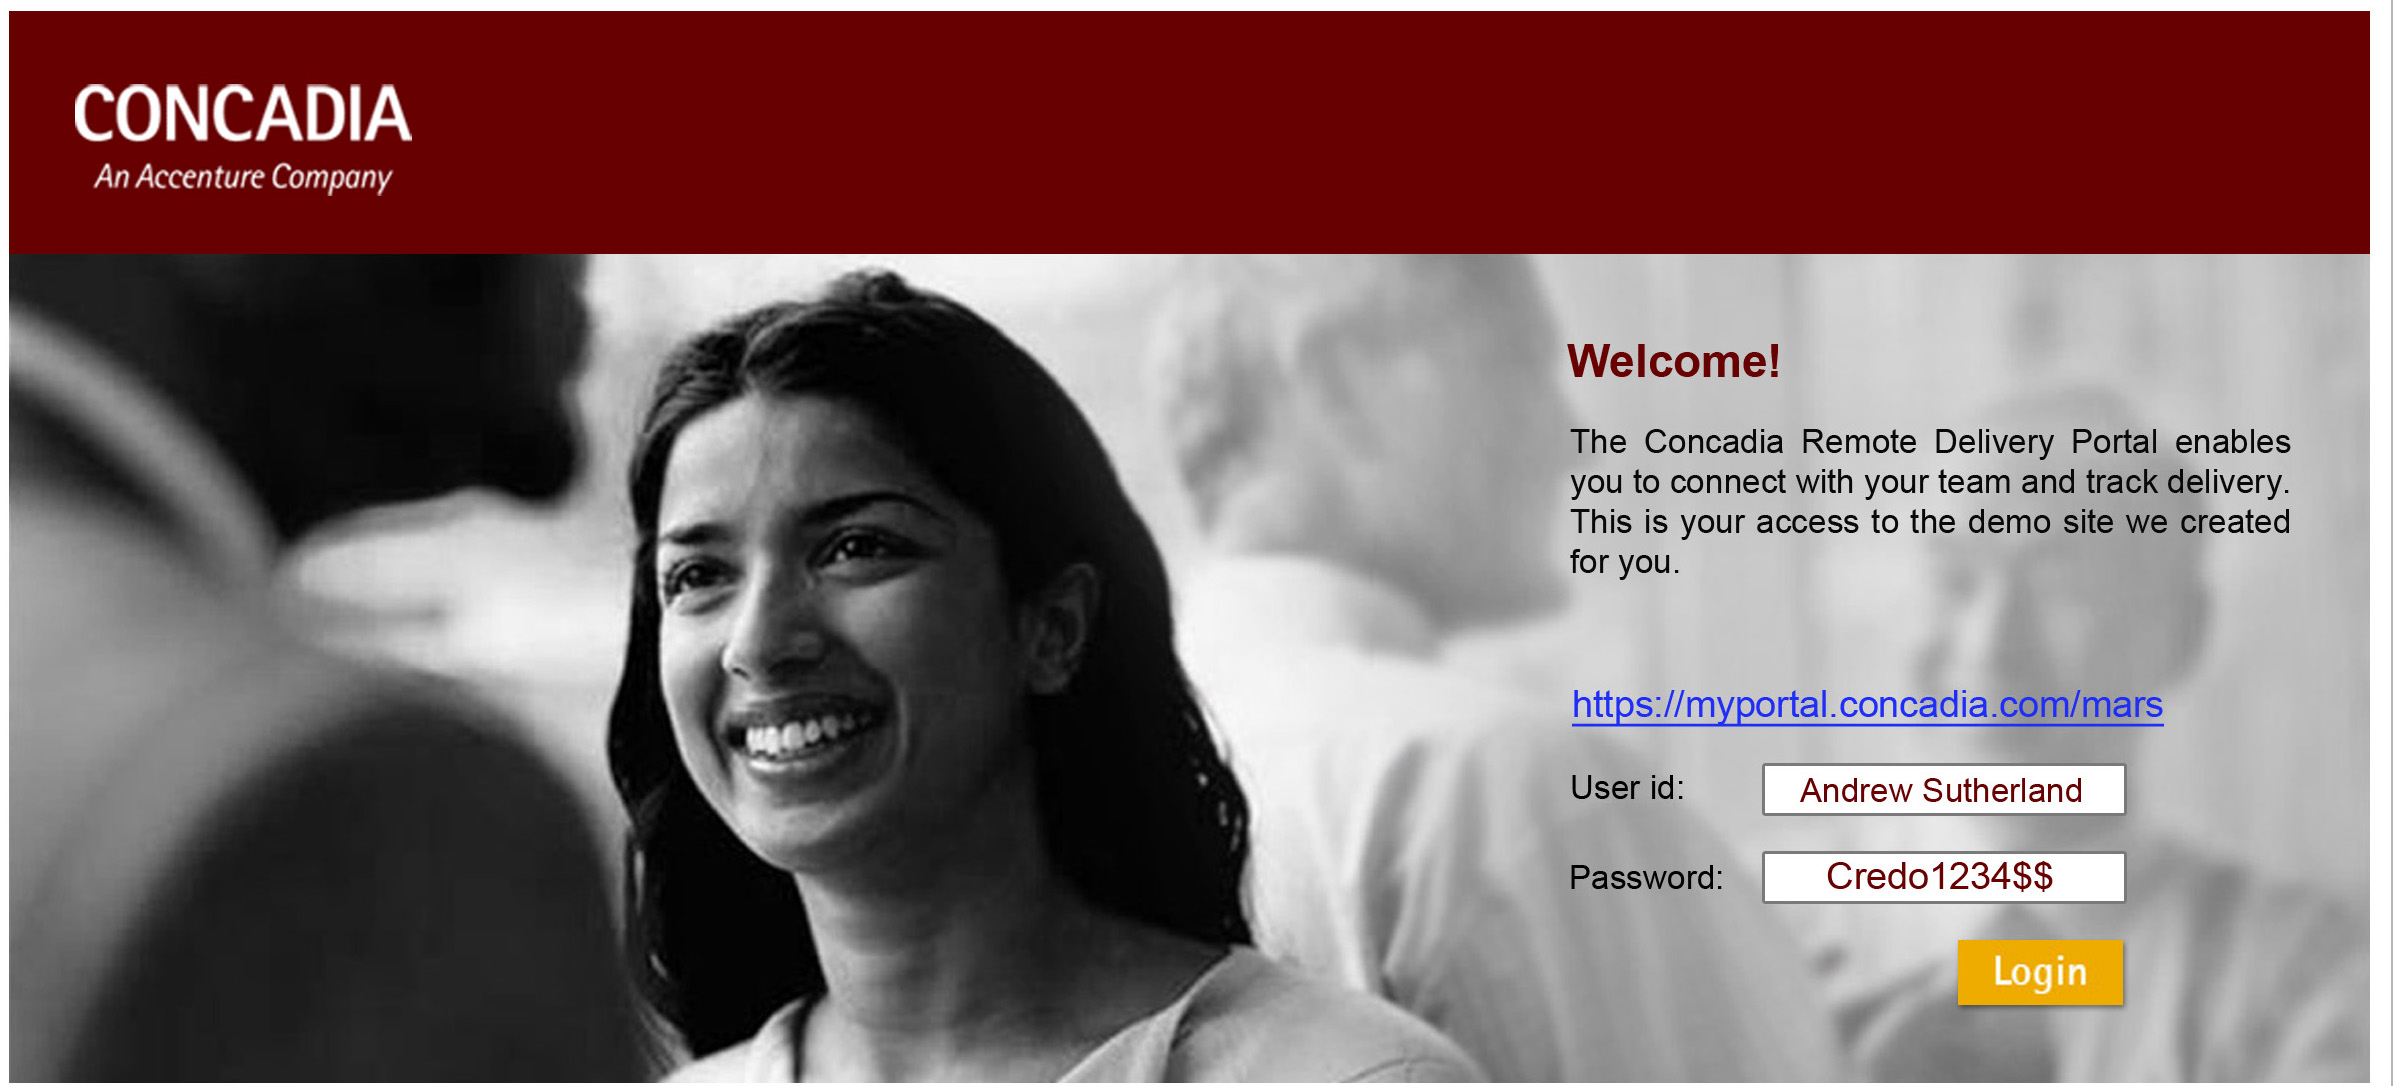 CONCADIA
An Accenture Company
Welcome!
The Concadia Remote Delivery Portal enables
you to connect with your team and track delivery.
This is your access to the demo site we created
for you.
https://myportal.concadia.com/mars
User id: Andrew Sutherland
Password: Credo1234$$
Login